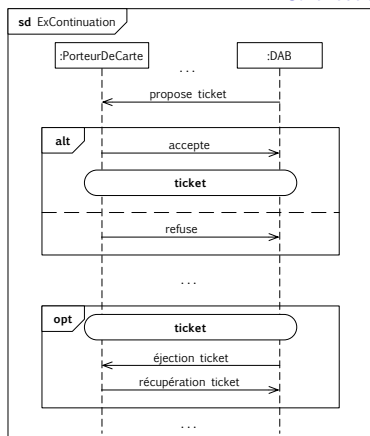 sd ExContinuation
:PorteurDeCarte
:DAB
...
propose ticket
alt
accepte
ticket
refuse
...
opt
ticket
éjection ticket
récupération ticket
...